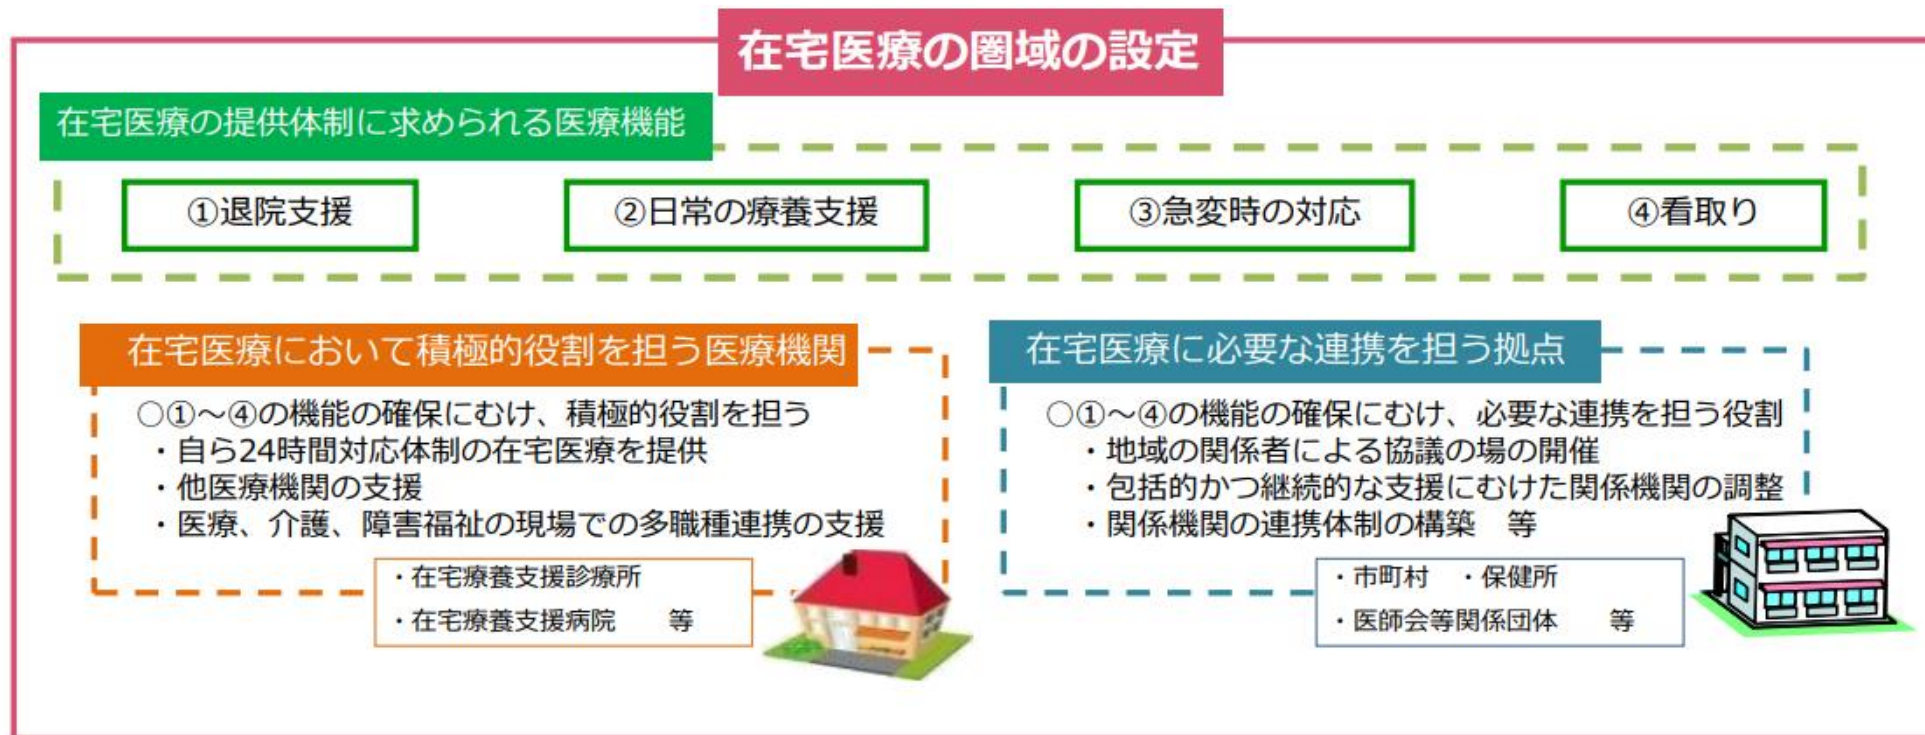 在宅医療の圏域の設定
在宅医療の提供体制に求められる医療機能
①退院支援
②日常の療養支援
③急変時の対応
④看取り
在宅医療において積極的役割を担う医療機関
○①～④の機能の確保にむけ、積極的役割を担う
・自ら24時間対応体制の在宅医療を提供
・他医療機関の支援
・医療、介護、障害福祉の現場での多職種連携の支援
・在宅療養支援診療所
・在宅療養支援病院　　等
在宅医療に必要な連携を担う拠点
○①～④の機能の確保にむけ、必要な連携を担う役割
・地域の関係者による協議の場の開催
・包括的かつ継続的な支援にむけた関係機関の調整
・関係機関の連携体制の構築　等
・市町村　・保健所
・医師会等関係団体　　等